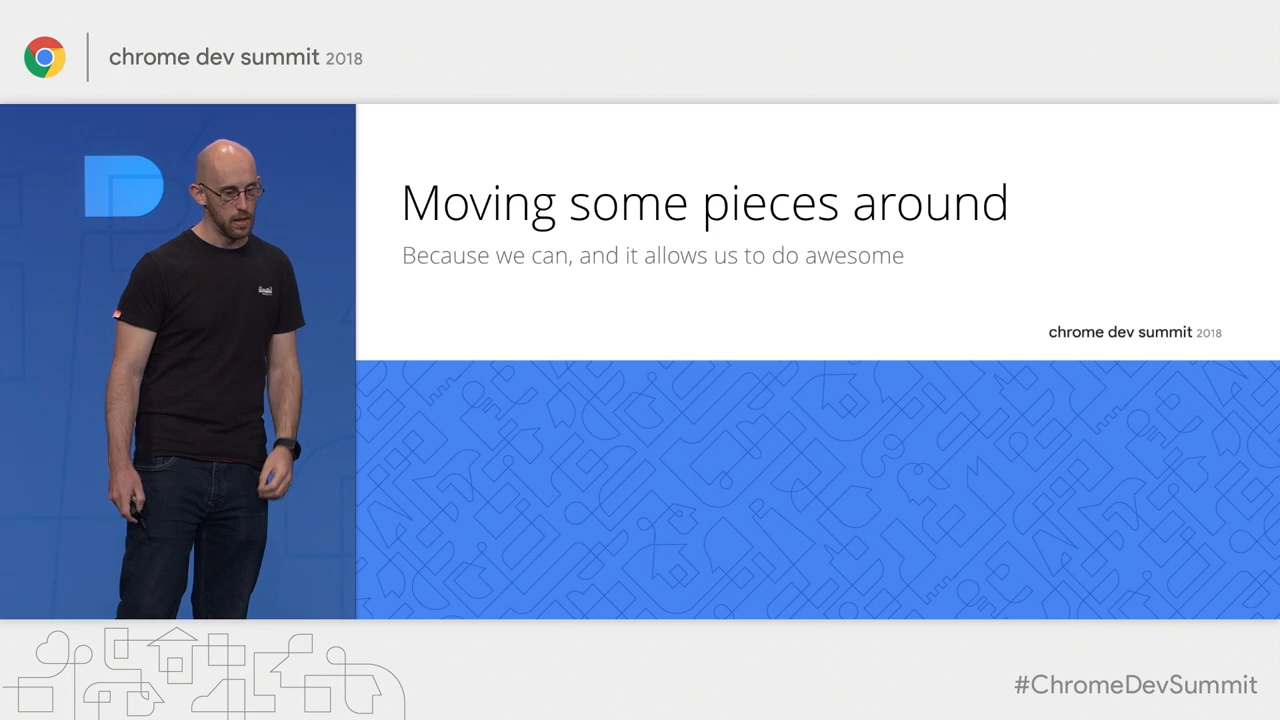 chrome dev summit 2018
Moving some pieces around
Because we can, and it allows us to do awesome
chrome dev summit 2018
#ChromeDevSummit